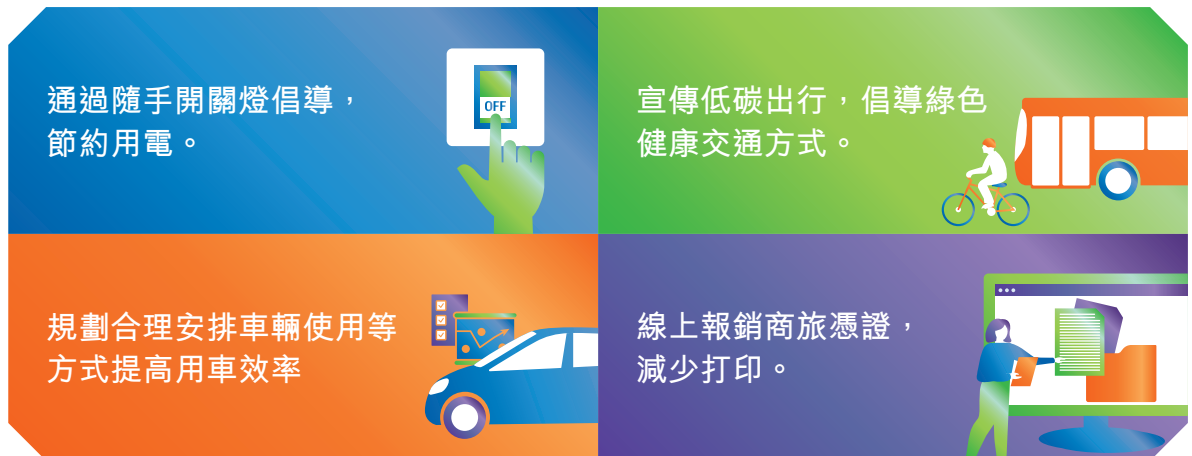 通過隨手開關燈倡導，
節約用電。
OFF
宣傳低碳出行，倡導綠色
健康交通方式。
規劃合理安排車輛使用等
方式提高用車效率
線上報銷商旅憑證，
減少打印。